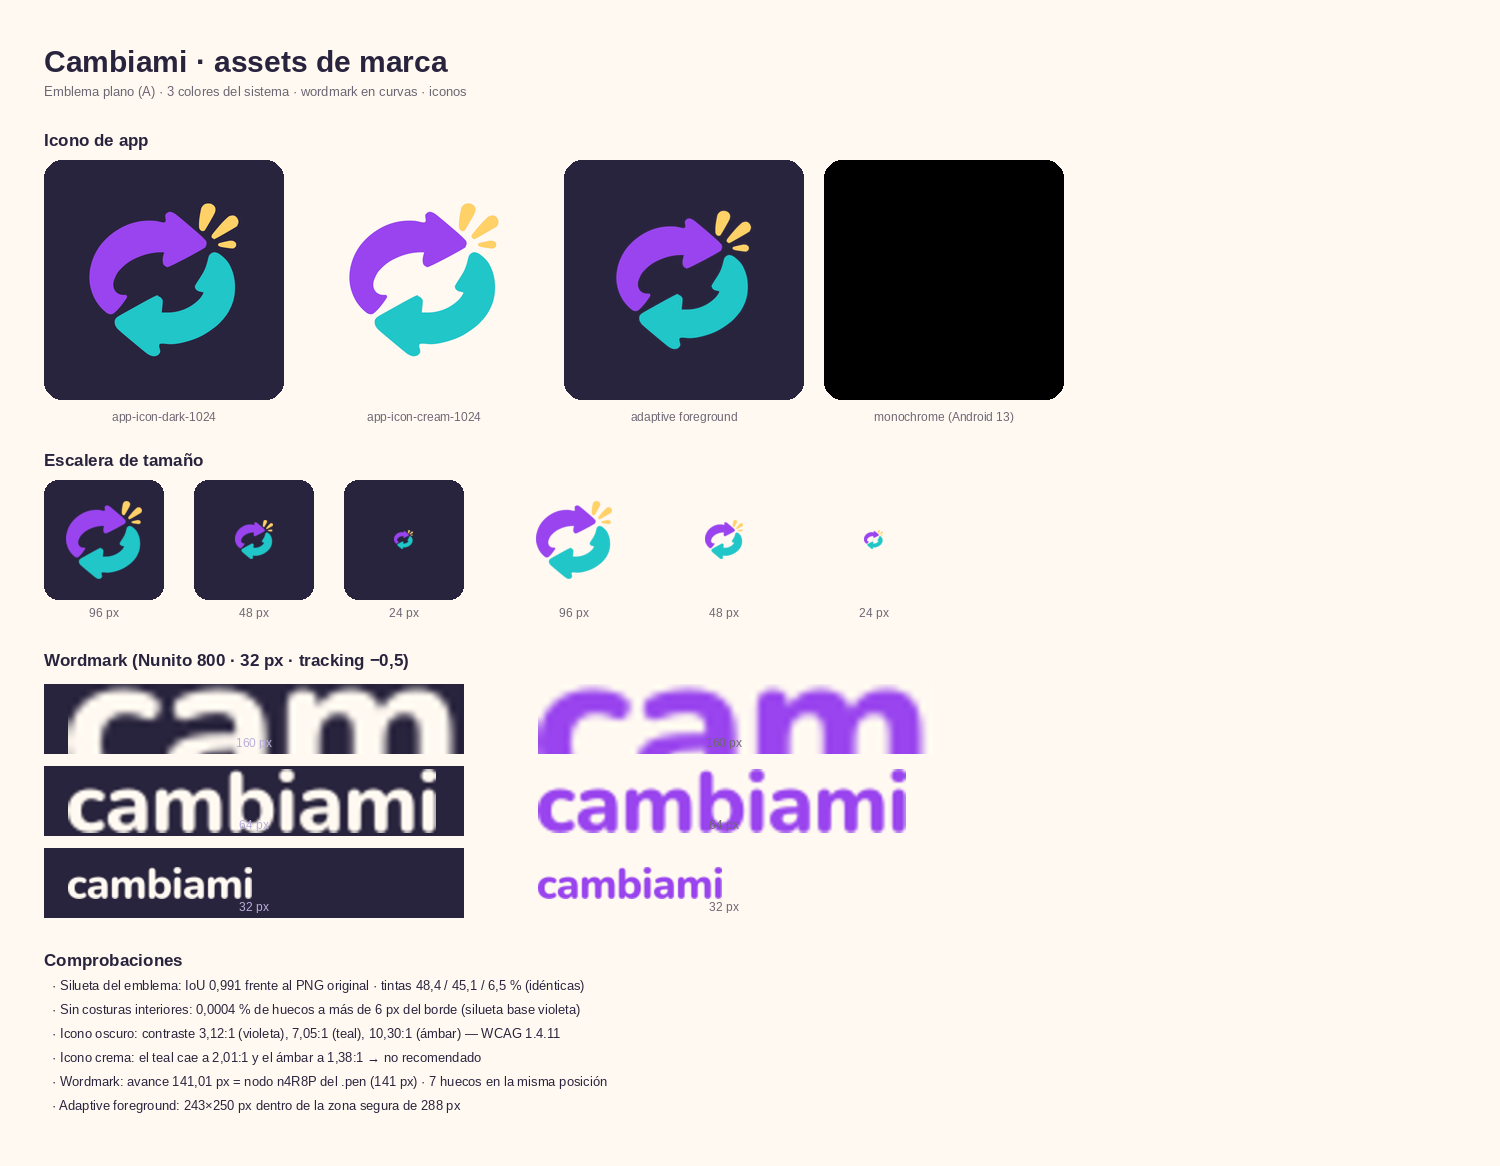 Cambiami · assets de marca
Emblema plano (A) · 3 colores del sistema · wordmark en curvas · iconos
Icono de app
app-icon-dark-1024
app-icon-cream-1024
adaptive foreground
monochrome (Android 13)
Escalera de tamaño
96 px
48 px
24 px
96 px
48 px
24 px
Wordmark (Nunito 800 · 32 px · tracking −0,5)
cam
160 px
cam
160 px
cambiami
64 px
cambiami
64 px
cambiami
32 px
cambiami
32 px
Comprobaciones
· Silueta del emblema: IoU 0,991 frente al PNG original · tintas 48,4 / 45,1 / 6,5 % (idénticas)
· Sin costuras interiores: 0,0004 % de huecos a más de 6 px del borde (silueta base violeta)
· Icono oscuro: contraste 3,12:1 (violeta), 7,05:1 (teal), 10,30:1 (ámbar) — WCAG 1.4.11
· Icono crema: el teal cae a 2,01:1 y el ámbar a 1,38:1 → no recomendado
· Wordmark: avance 141,01 px = nodo n4R8P del .pen (141 px) · 7 huecos en la misma posición
· Adaptive foreground: 243×250 px dentro de la zona segura de 288 px